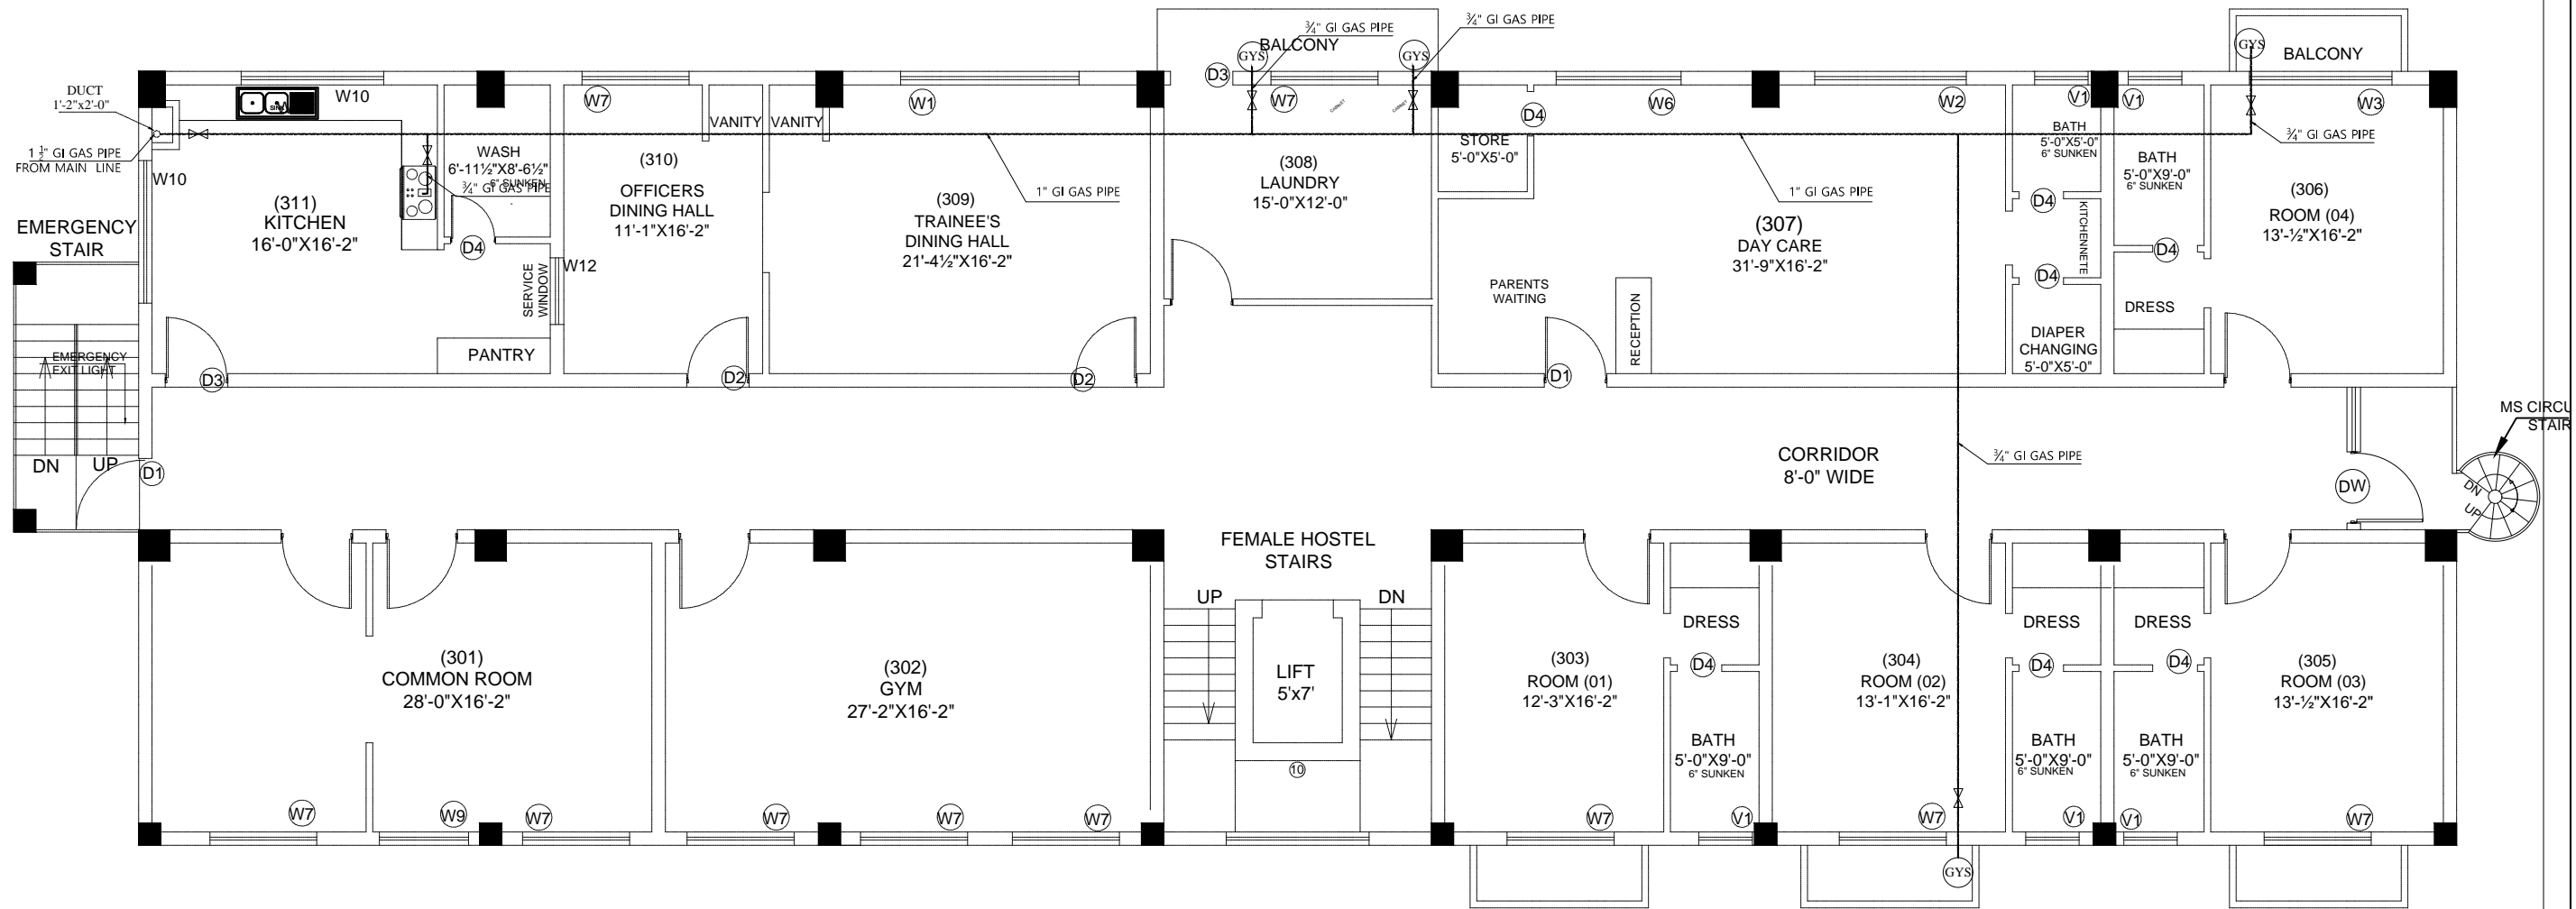 ¾" GI GAS PIPE
¾" GI GAS PIPE
GYS
BALCONY
GYS
GYS
BALCONY
DUCT
1'-2"x2'-0"
1 ½" GI GAS PIPE
FROM MAIN LINE
W10
SINK
W7
VANITY
VANITY
W1
D3
W7
CABINET
CABINET
D4
W6
W2
V1
V1
W3
¾" GI GAS PIPE
W10
WASH
6'-11½"X8'-6½"
6" SUNKEN
¾" GI GAS PIPE
(311)
KITCHEN
16'-0"X16'-2"
D4
SERVICE
WINDOW
W12
PANTRY
D3
(310)
OFFICERS
DINING HALL
11'-1"X16'-2"
D2
(309)
TRAINEE'S
DINING HALL
21'-4½"X16'-2"
1" GI GAS PIPE
D2
(308)
LAUNDRY
15'-0"X12'-0"
STORE
5'-0"X5'-0"
PARENTS
WAITING
RECEPTION
D1
(307)
DAY CARE
31'-9"X16'-2"
1" GI GAS PIPE
BATH
5'-0"X5'-0"
6" SUNKEN
D4
KITCHENNETE
D4
DIAPER
CHANGING
5'-0"X5'-0"
BATH
5'-0"X9'-0"
6" SUNKEN
D4
DRESS
(306)
ROOM (04)
13'-½"X16'-2"
EMERGENCY
STAIR
EMERGENCY
EXIT LIGHT
DN
UP
D1
CORRIDOR
8'-0" WIDE
¾" GI GAS PIPE
DW
MS CIRCU
STAIR
DN
UP
(301)
COMMON ROOM
28'-0"X16'-2"
W7
W9
W7
(302)
GYM
27'-2"X16'-2"
W7
W7
W7
FEMALE HOSTEL
STAIRS
UP
DN
LIFT
5'x7'
10
(303)
ROOM (01)
12'-3"X16'-2"
W7
DRESS
D4
BATH
5'-0"X9'-0"
6" SUNKEN
V1
(304)
ROOM (02)
13'-1"X16'-2"
W7
GYS
DRESS
D4
BATH
5'-0"X9'-0"
6" SUNKEN
V1
DRESS
D4
BATH
5'-0"X9'-0"
6" SUNKEN
V1
(305)
ROOM (03)
13'-½"X16'-2"
W7